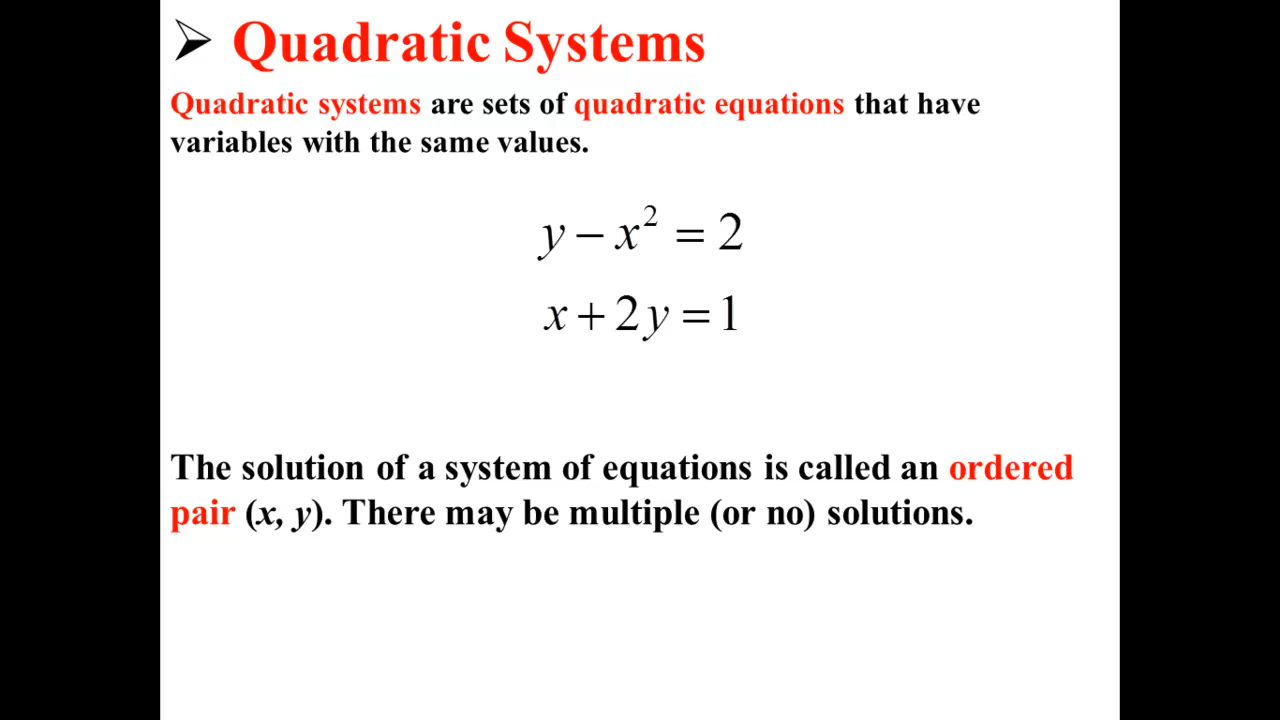 ➢ Quadratic Systems
Quadratic systems are sets of quadratic equations that have
variables with the same values.
y − x² = 2
x + 2y = 1
The solution of a system of equations is called an ordered
pair (x, y). There may be multiple (or no) solutions.